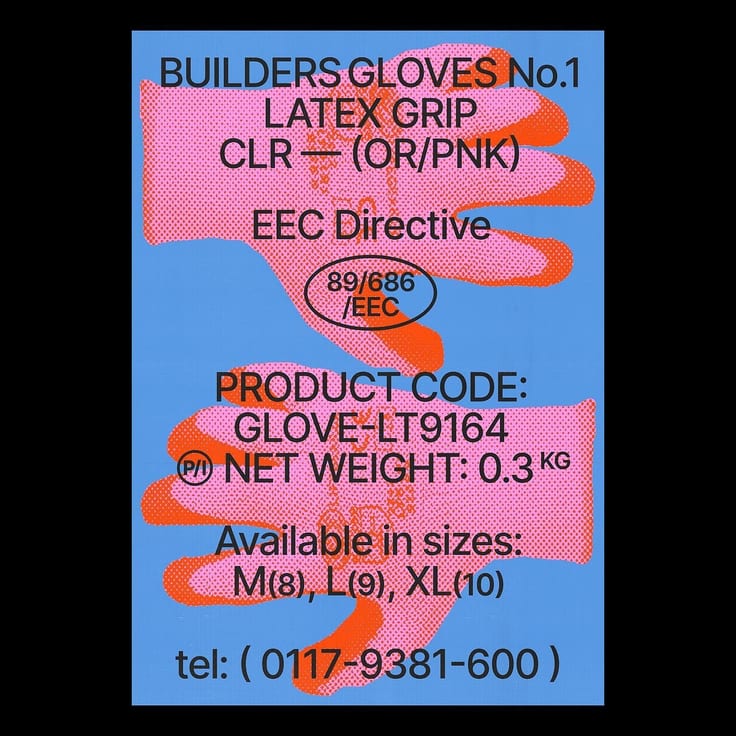 BUILDERS GLOVES No.1
LATEX GRIP
CLR — (OR/PNK)
EEC Directive
89/686
/EEC
PRODUCT CODE:
GLOVE-LT9164
(P/I) NET WEIGHT: 0.3 KG
Available in sizes:
M(8), L(9), XL(10)
tel: ( 0117-9381-600 )